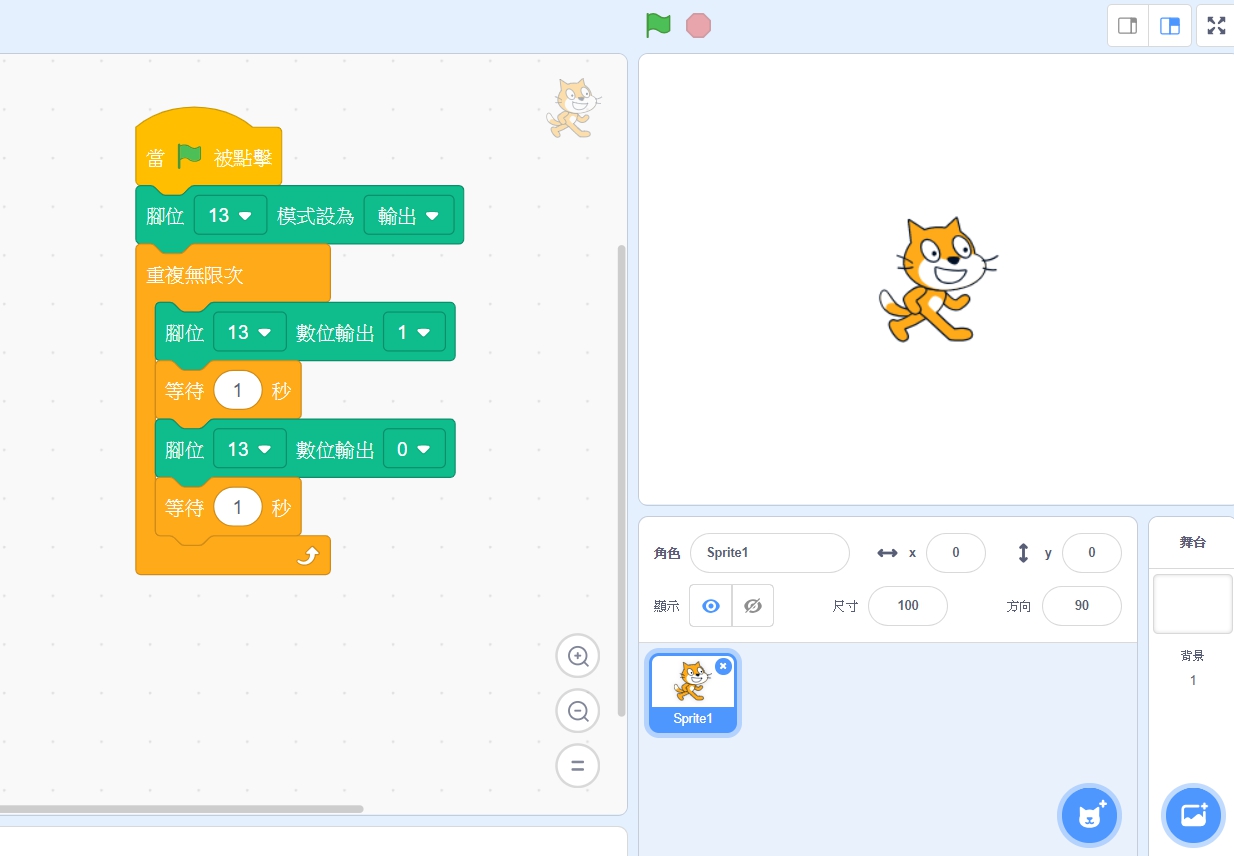 當 被點擊
腳位 13 模式設為 輸出
重複無限次
腳位 13 數位輸出 1
等待 1 秒
腳位 13 數位輸出 0
等待 1 秒
角色 Sprite1 x 0 y 0
顯示 尺寸 100 方向 90
Sprite1
舞台
背景
1